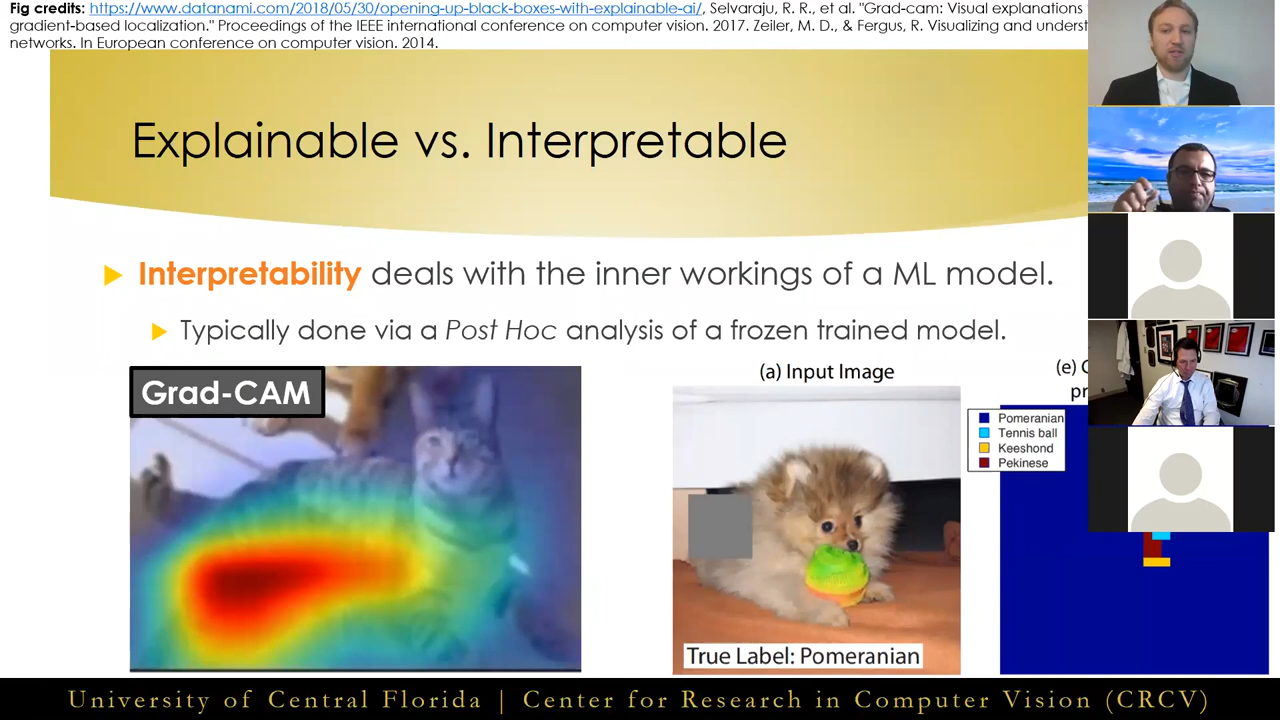 Fig credits: https://www.datanami.com/2018/05/30/opening-up-black-boxes-with-explainable-ai/, Selvaraju, R. R., et al. "Grad-cam: Visual explanations
gradient-based localization." Proceedings of the IEEE international conference on computer vision. 2017. Zeiler, M. D., & Fergus, R. Visualizing and
networks. In European conference on computer vision. 2014.
Explainable vs. Interpretable
Interpretability deals with the inner workings of a ML model.
Typically done via a Post Hoc analysis of a frozen trained model.
Grad-CAM
(a) Input Image
(e)
Pomeranian
Tennis ball
Keeshond
Pekinese
True Label: Pomeranian
University of Central Florida | Center for Research in Computer Vision (CRCV)